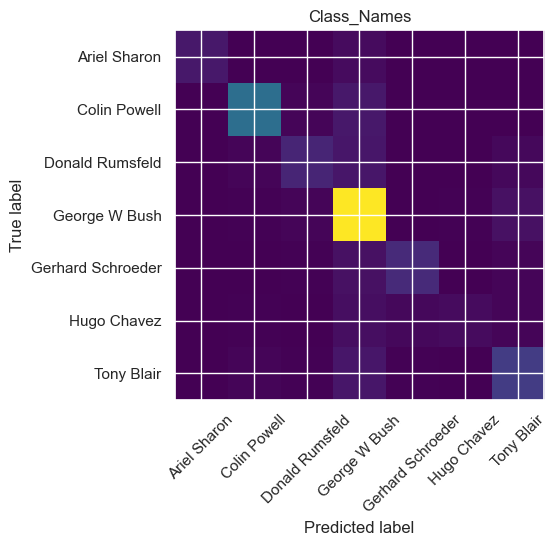 Class_Names
True label
Ariel Sharon
Colin Powell
Donald Rumsfeld
George W Bush
Gerhard Schroeder
Hugo Chavez
Tony Blair
Ariel Sharon
Colin Powell
Donald Rumsfeld
George W Bush
Gerhard Schroeder
Hugo Chavez
Tony Blair
Predicted label